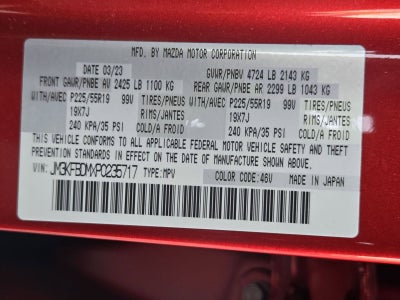 MFD. BY MAZDA MOTOR CORPORATION
DATE 03/23 GVWR/PNBV 4724 LB 2143 KG
FRONT GAWR/PNBE AV 2425 LB 1100 KG REAR GAWR/PNBE AR 2299 LB 1043 KG
WITH/AVEC P225/55R19 99V TIRES/PNEUS WITH/AVEC P225/55R19 99V TIRES/PNEUS
19X7J RIMS/JANTES 19X7J RIMS/JANTES
240 KPA/35 PSI COLD/A FROID 240 KPA/35 PSI COLD/A FROID
THIS VEHICLE CONFORMS TO ALL APPLICABLE FEDERAL MOTOR VEHICLE SAFETY AND THEFT
PREVENTION STANDARDS IN EFFECT ON THE DATE OF MANUFACTURE SHOWN ABOVE.
VIN: JM3KFBDMXP0235717 TYPE: MPV COLOR CODE: 46V MADE IN JAPAN